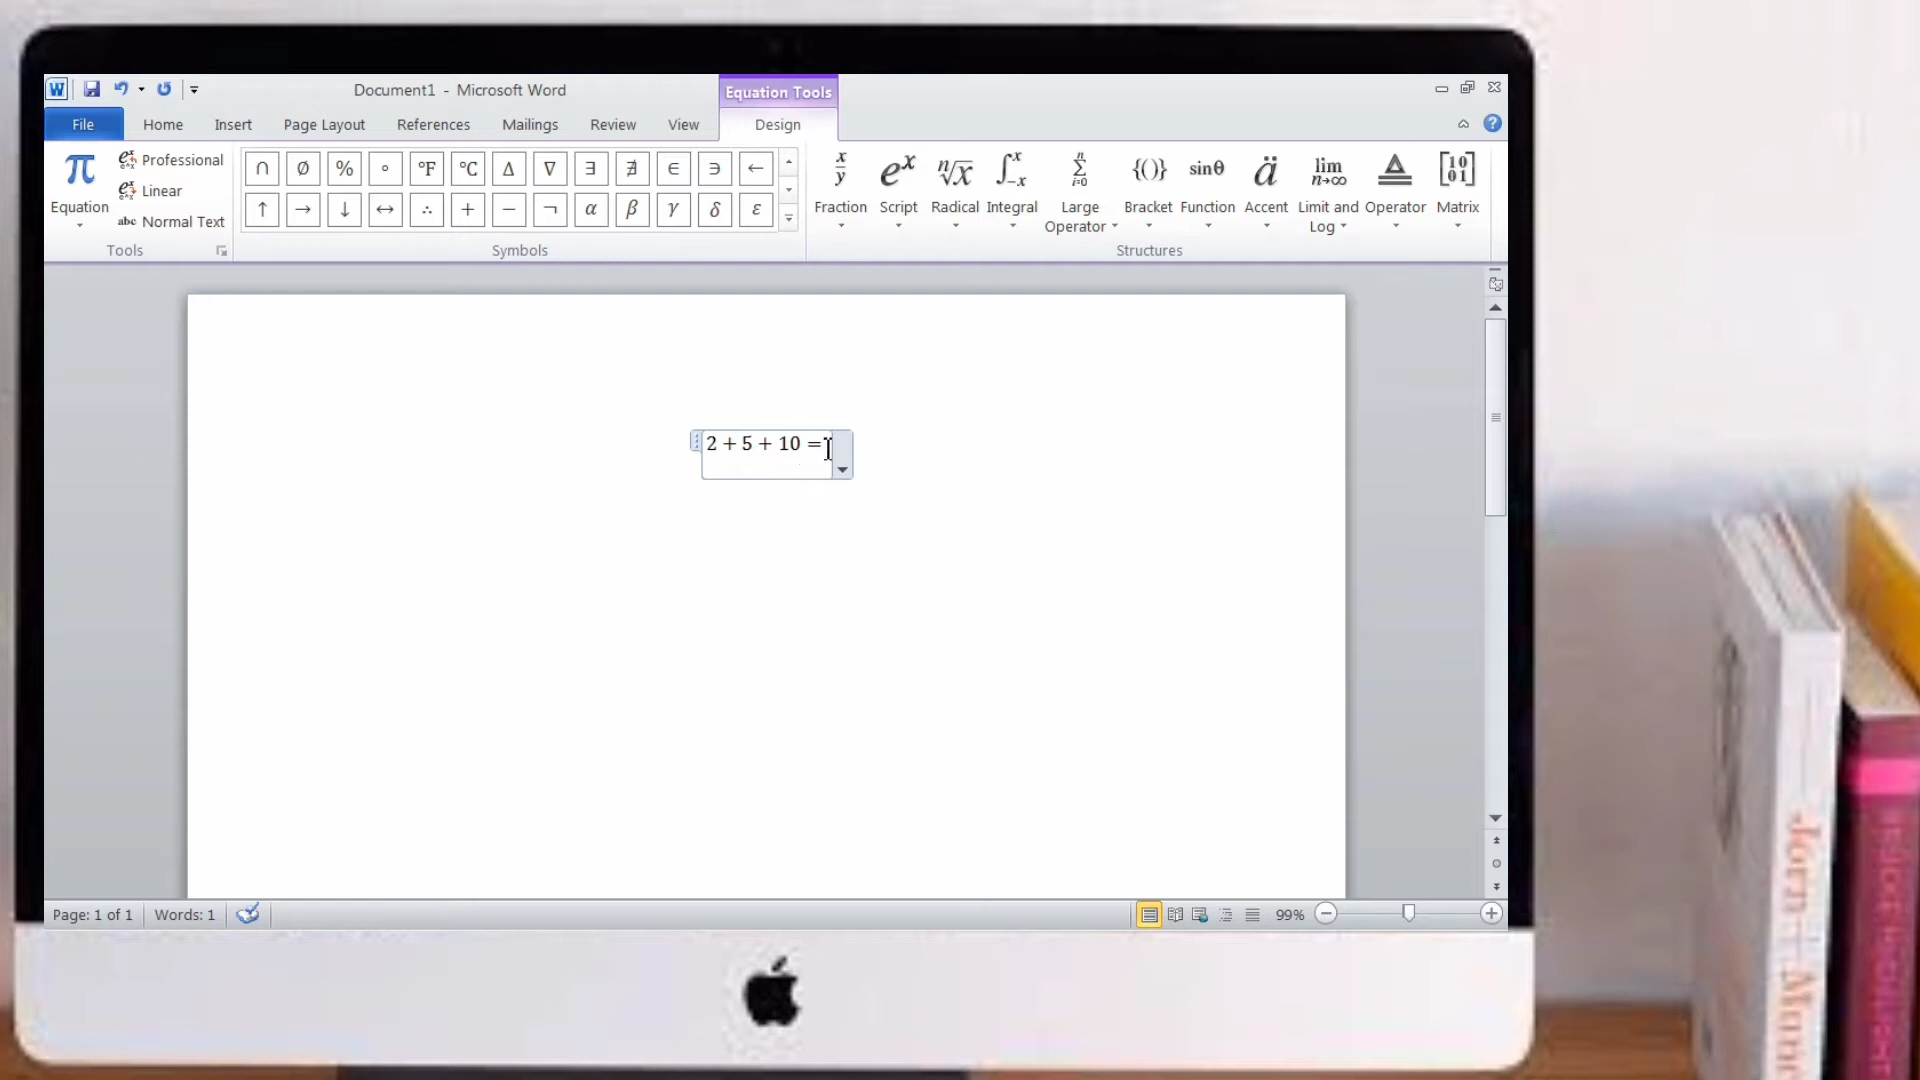 W Document1 - Microsoft Word Equation Tools
File Home Insert Page Layout References Mailings Review View Design
π Equation
Professional
Linear
abc Normal Text
∩ Ø % ∘ °F °C ∆ ∇ ∃ ∄ ∈ ∋ ←
↑ → ↓ ↔ ∴ + − ¬ α β γ δ ε
Fraction Script Radical Integral Large Operator Bracket Function Accent Limit and Log Operator Matrix
Tools Symbols Structures
2 + 5 + 10 =
Page: 1 of 1 Words: 1 99%